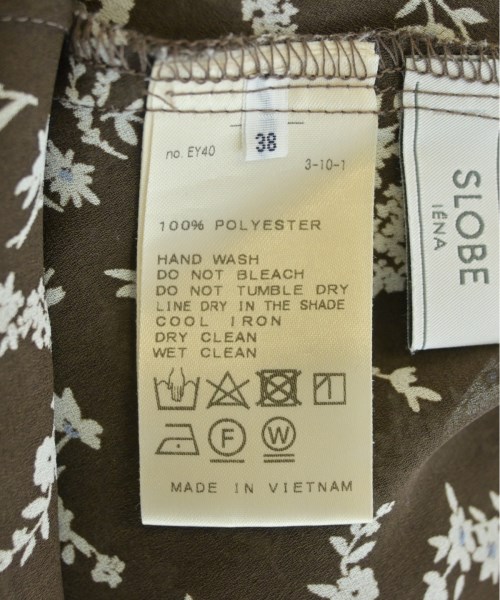 38
no. EY40
3-10-1
100% POLYESTER
HAND WASH
DO NOT BLEACH
DO NOT TUMBLE DRY
LINE DRY IN THE SHADE
COOL IRON
DRY CLEAN
WET CLEAN
F W
MADE IN VIETNAM
SLOBE
IÉNA